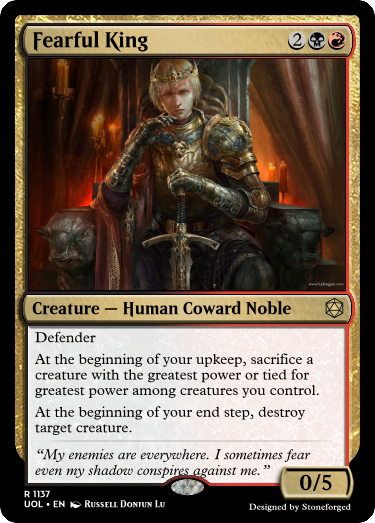 Fearful King 2
Creature — Human Coward Noble
Defender
At the beginning of your upkeep, sacrifice a
creature with the greatest power or tied for
greatest power among creatures you control.
At the beginning of your end step, destroy
target creature.
“My enemies are everywhere. I sometimes fear
even my shadow conspires against me.”
0/5
R 1137
UOL • EN Russell Dongjun Lu
Designed by Stoneforged